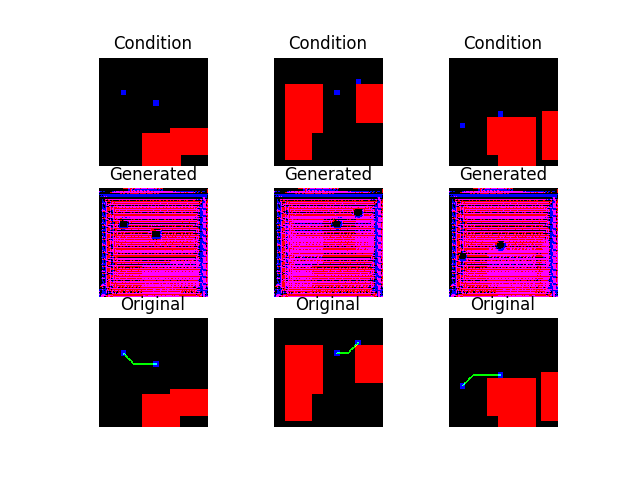 Condition
Condition
Condition
Generated
Generated
Generated
Original
Original
Original